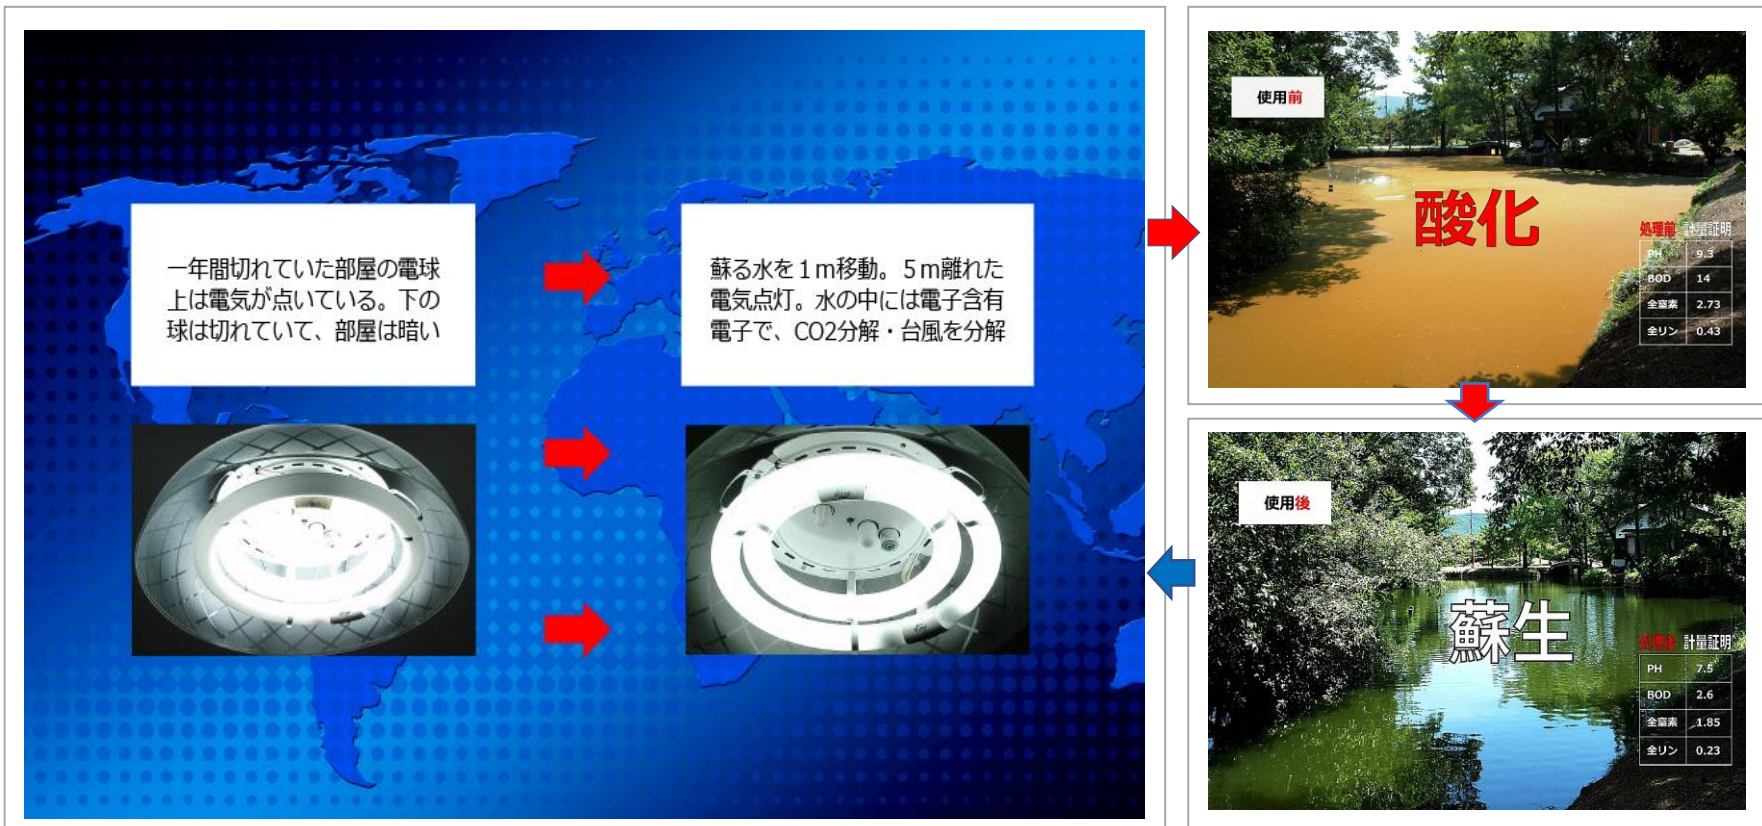 一年間切れていた部屋の電球
上は電気が点いている。下の
球は切れていて、部屋は暗い
蘇る水を１ｍ移動。５ｍ離れた
電気点灯。水の中には電子含有
電子で、CO2分解・台風を分解
使用前
酸化
処理前 計量証明
PH 9.3
BOD 14
全窒素 2.73
全リン 0.43
使用後
蘇生
処理後 計量証明
PH 7.5
BOD 2.6
全窒素 1.85
全リン 0.23